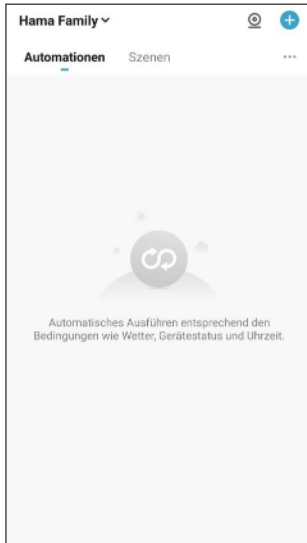 Hama Family
Automationen Szenen
Automatisches Ausführen entsprechend den
Bedingungen wie Wetter, Gerätestatus und Uhrzeit.